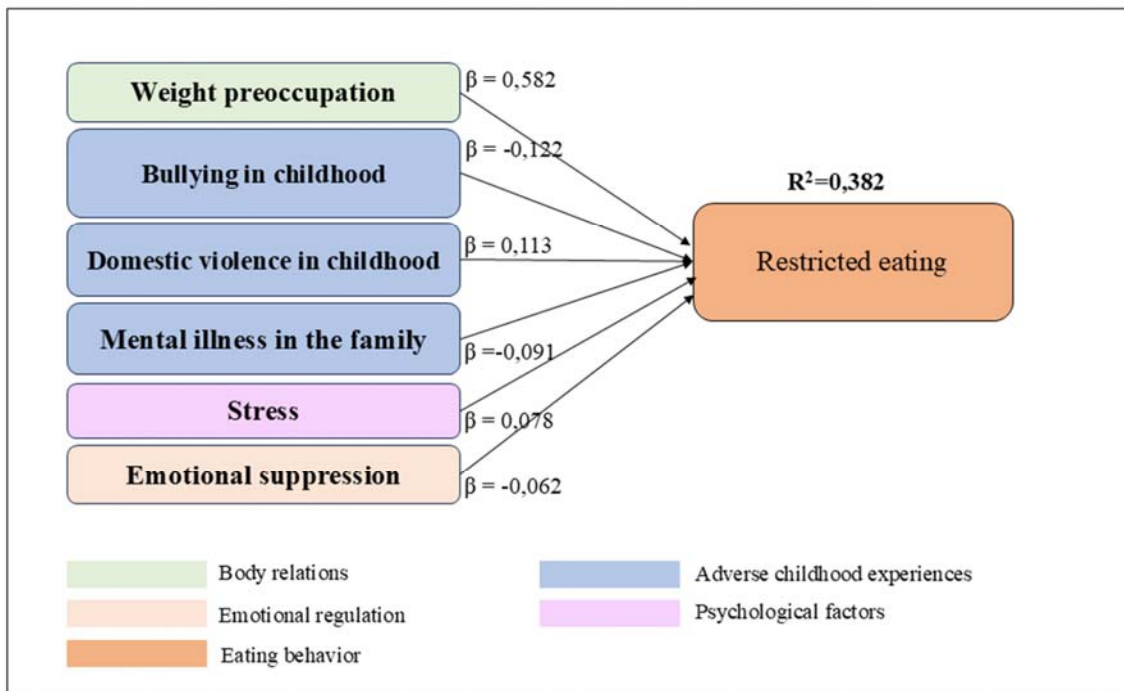 Weight preoccupation
β = 0,582
Bullying in childhood
β = -0,122
Domestic violence in childhood
β = 0,113
Mental illness in the family
β =-0,091
Stress
β = 0,078
Emotional suppression
β = -0,062
R²=0,382
Restricted eating
Body relations
Emotional regulation
Eating behavior
Adverse childhood experiences
Psychological factors